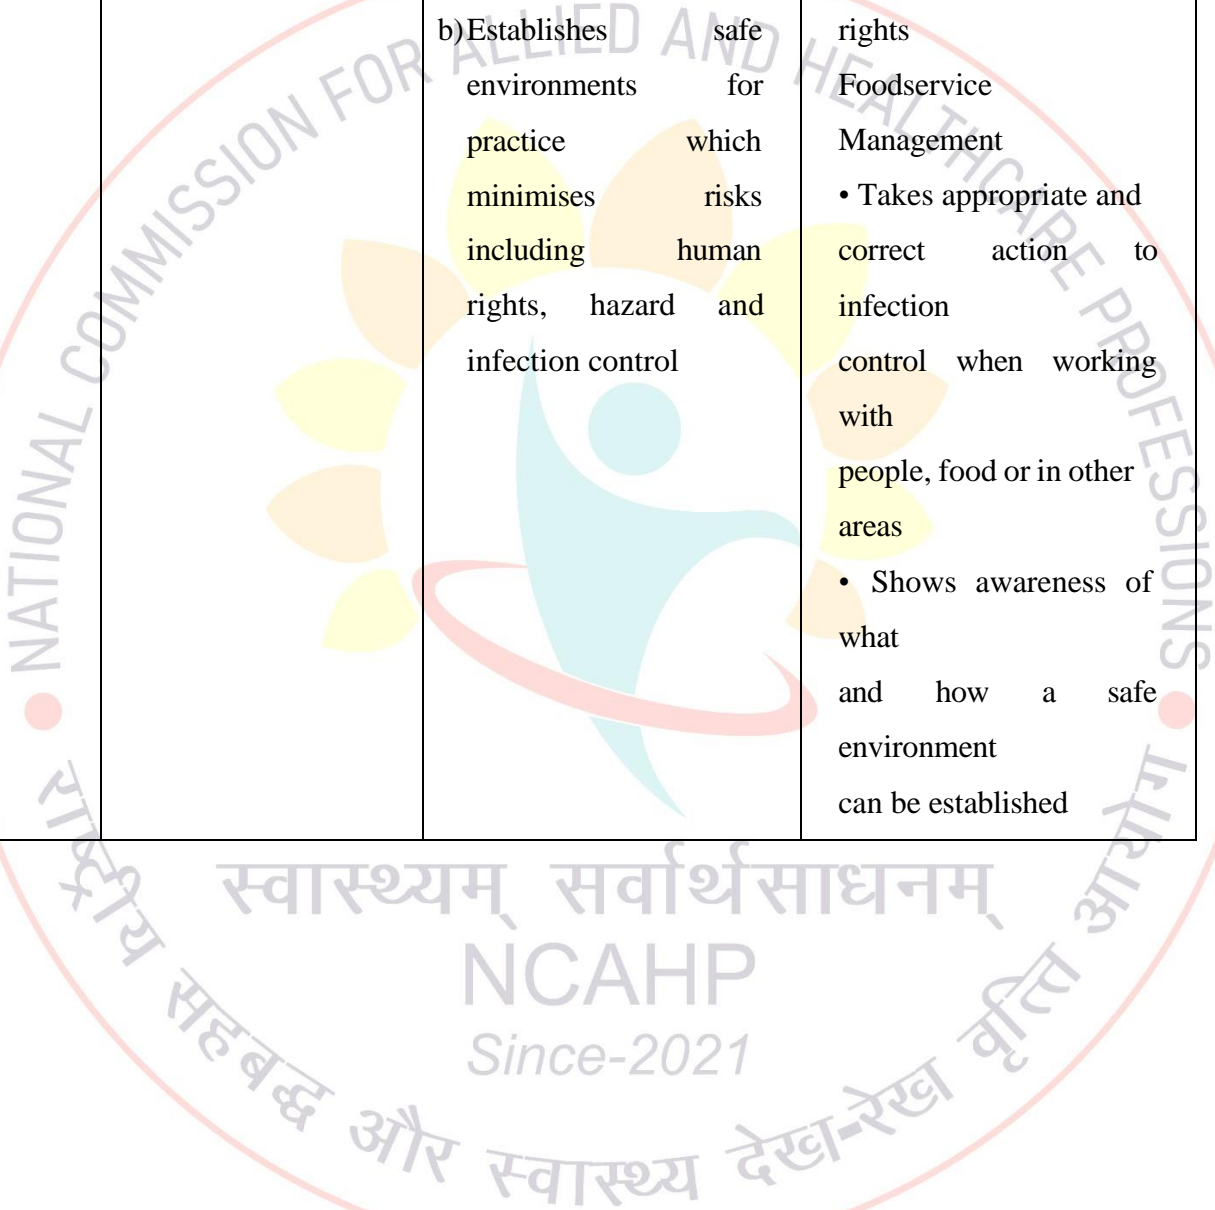 b)Establishes safe
environments for
practice which
minimises risks
including human
rights, hazard and
infection control
rights
Foodservice
Management
• Takes appropriate and
correct action to
infection
control when working
with
people, food or in other
areas
• Shows awareness of
what
and how a safe
environment
can be established
NATIONAL COMMISSION FOR ALLIED AND HEALTHCARE PROFESSIONS
स्वास्थ्यम् सर्वार्थसाधनम्
NCAHP
Since-2021
राष्ट्रीय सहबद्ध और स्वास्थ्य देख-रेख वृत्ति आयोग